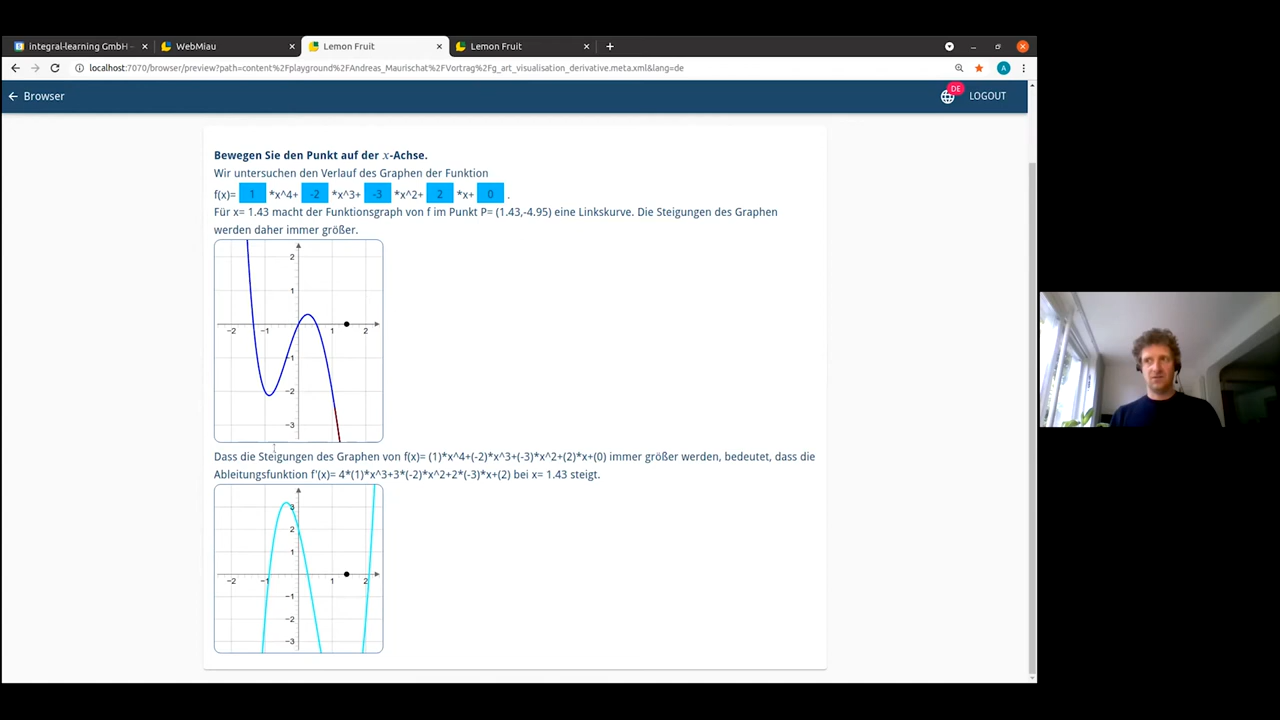 integral-learning GmbH
WebMiau
Lemon Fruit
Lemon Fruit
localhost:7070/browser/preview?path=content%2Fplayground%2FAndreas_Maurischat%2FVortrag%2Fg_art_visualisation_derivative.meta.xml&lang=de
A
Browser
DE
LOGOUT
Bewegen Sie den Punkt auf der x-Achse.
Wir untersuchen den Verlauf des Graphen der Funktion
f(x)= 1 *x^4+ -2 *x^3+ -3 *x^2+ 2 *x+ 0 .
Für x= 1.43 macht der Funktionsgraph von f im Punkt P= (1.43,-4.95) eine Linkskurve. Die Steigungen des Graphen
werden daher immer größer.
2
1
−2 −1 1 2
−1
−2
−3
Dass die Steigungen des Graphen von f(x)= (1)*x^4+(-2)*x^3+(-3)*x^2+(2)*x+(0) immer größer werden, bedeutet, dass die
Ableitungsfunktion f'(x)= 4*(1)*x^3+3*(-2)*x^2+2*(-3)*x+(2) bei x= 1.43 steigt.
3
2
1
−2 −1 1 2
−1
−2
−3